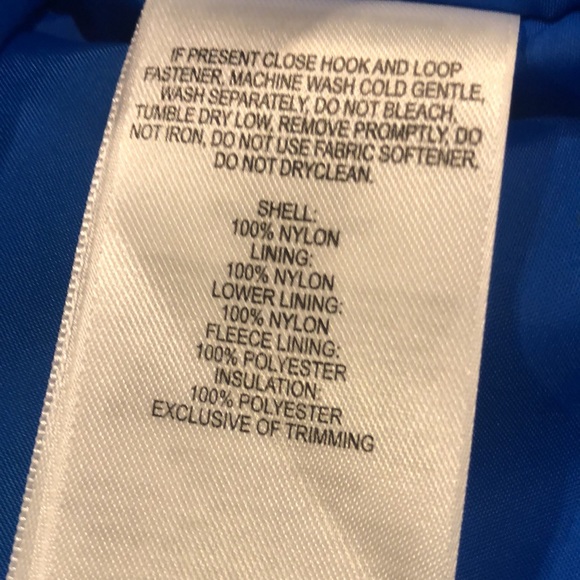 IF PRESENT CLOSE HOOK AND LOOP
FASTENER, MACHINE WASH COLD GENTLE,
WASH SEPARATELY, DO NOT BLEACH,
TUMBLE DRY LOW, REMOVE PROMPTLY, DO
NOT IRON, DO NOT USE FABRIC SOFTENER,
DO NOT DRYCLEAN.
SHELL:
100% NYLON
LINING:
100% NYLON
LOWER LINING:
100% NYLON
FLEECE LINING:
100% POLYESTER
INSULATION:
100% POLYESTER
EXCLUSIVE OF TRIMMING